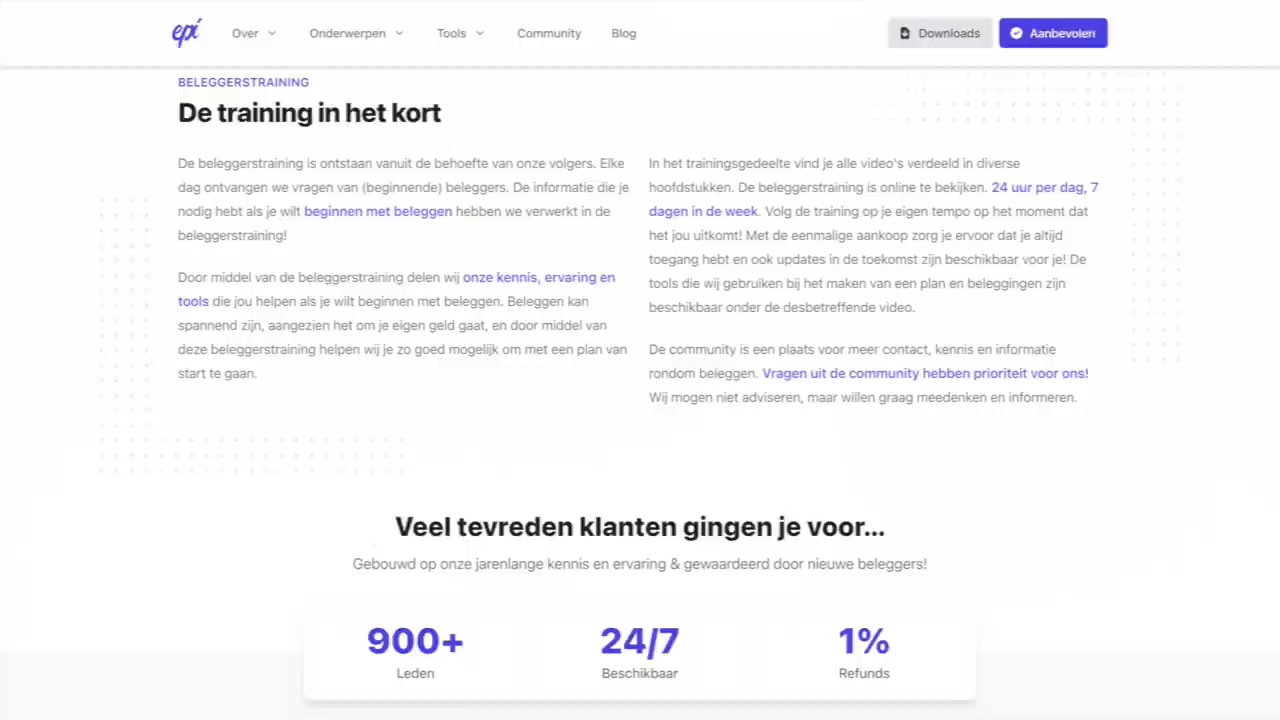 epi
Over
Onderwerpen
Tools
Community
Blog
Downloads
Aanbevolen
BELEGGERSTRAINING
De training in het kort
De beleggerstraining is ontstaan vanuit de behoefte van onze volgers. Elke
dag ontvangen we vragen van (beginnende) beleggers. De informatie die je
nodig hebt als je wilt beginnen met beleggen hebben we verwerkt in de
beleggerstraining!
Door middel van de beleggerstraining delen wij onze kennis, ervaring en
tools die jou helpen als je wilt beginnen met beleggen. Beleggen kan
spannend zijn, aangezien het om je eigen geld gaat, en door middel van
deze beleggerstraining helpen wij je zo goed mogelijk om met een plan van
start te gaan.
In het trainingsgedeelte vind je alle video's verdeeld in diverse
hoofdstukken. De beleggerstraining is online te bekijken. 24 uur per dag, 7
dagen in de week. Volg de training op je eigen tempo op het moment dat
het jou uitkomt! Met de eenmalige aankoop zorg je ervoor dat je altijd
toegang hebt en ook updates in de toekomst zijn beschikbaar voor je! De
tools die wij gebruiken bij het maken van een plan en beleggingen zijn
beschikbaar onder de desbetreffende video.
De community is een plaats voor meer contact, kennis en informatie
rondom beleggen. Vragen uit de community hebben prioriteit voor ons!
Wij mogen niet adviseren, maar willen graag meedenken en informeren.
Veel tevreden klanten gingen je voor...
Gebouwd op onze jarenlange kennis en ervaring & gewaardeerd door nieuwe beleggers!
900+
Leden
24/7
Beschikbaar
1%
Refunds